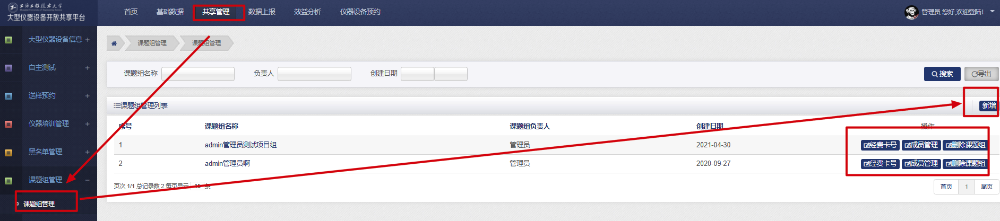 上海工程技术大学
Shanghai University of Engineering Science
大型仪器设备开放共享平台
首页 基础数据 共享管理 数据上报 效益分析 仪器设备预约
管理员 您好,欢迎登陆!
大型仪器设备信息 +
自主测试 +
送样预约 +
仪器培训管理 +
黑名单管理 +
课题组管理 −
课题组管理
课题组管理 课题组管理
课题组名称 负责人 创建日期 搜索 导出
课题组管理列表 新增
序号 课题组名称 课题组负责人 创建日期 操作
1 admin管理员测试项目组 管理员 2021-04-30 经费卡号 成员管理 删除课题组
2 admin管理员啊 管理员 2020-09-27 经费卡号 成员管理 删除课题组
页次 1/1 总记录数 2 每页显示 15 条 首页 1 尾页